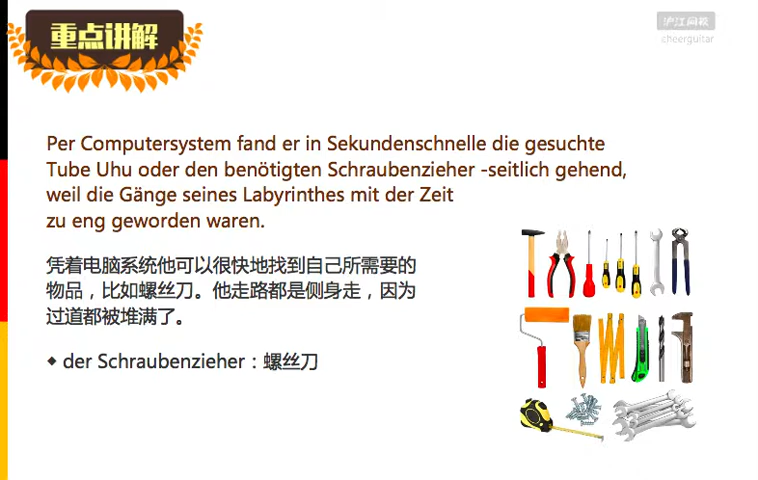 重点讲解
沪江网校
cheerguitar
Per Computersystem fand er in Sekundenschnelle die gesuchte
Tube Uhu oder den benötigten Schraubenzieher -seitlich gehend,
weil die Gänge seines Labyrinthes mit der Zeit
zu eng geworden waren.
凭着电脑系统他可以很快地找到自己所需要的
物品，比如螺丝刀。他走路都是侧身走，因为
过道都被堆满了。
◆ der Schraubenzieher：螺丝刀